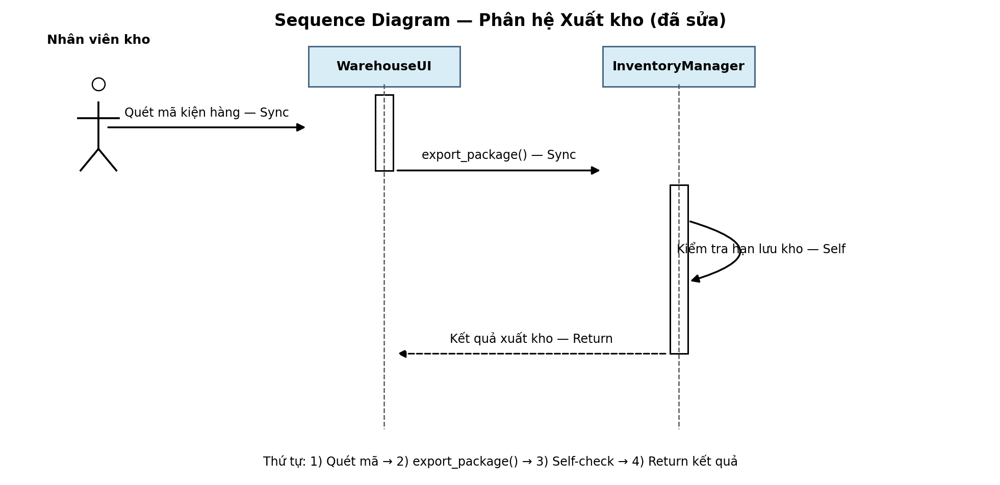 Sequence Diagram — Phân hệ Xuất kho (đã sửa)
Nhân viên kho
WarehouseUI
InventoryManager
Quét mã kiện hàng — Sync
export_package() — Sync
Kiểm tra hạn lưu kho — Self
Kết quả xuất kho — Return
Thứ tự: 1) Quét mã → 2) export_package() → 3) Self-check → 4) Return kết quả